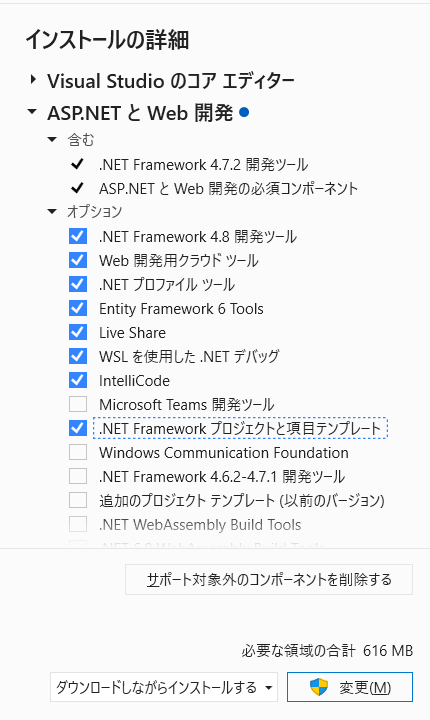 インストールの詳細
Visual Studio のコア エディター
ASP.NET と Web 開発
含む
.NET Framework 4.7.2 開発ツール
ASP.NET と Web 開発の必須コンポーネント
オプション
.NET Framework 4.8 開発ツール
Web 開発用クラウド ツール
.NET プロファイル ツール
Entity Framework 6 Tools
Live Share
WSL を使用した .NET デバッグ
IntelliCode
Microsoft Teams 開発ツール
.NET Framework プロジェクトと項目テンプレート
Windows Communication Foundation
.NET Framework 4.6.2-4.7.1 開発ツール
追加のプロジェクト テンプレート (以前のバージョン)
.NET WebAssembly Build Tools
サポート対象外のコンポーネントを削除する
必要な領域の合計 616 MB
ダウンロードしながらインストールする
変更(M)